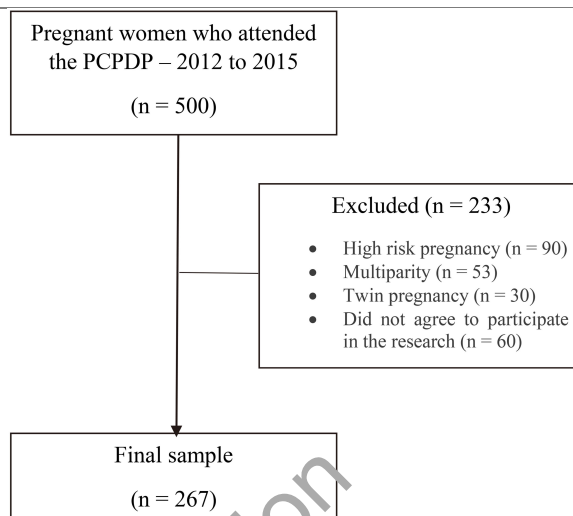 Pregnant women who attended
the PCPDP – 2012 to 2015
(n = 500)
Excluded (n = 233)
• High risk pregnancy (n = 90)
• Multiparity (n = 53)
• Twin pregnancy (n = 30)
• Did not agree to participate
in the research (n = 60)
Final sample
(n = 267)